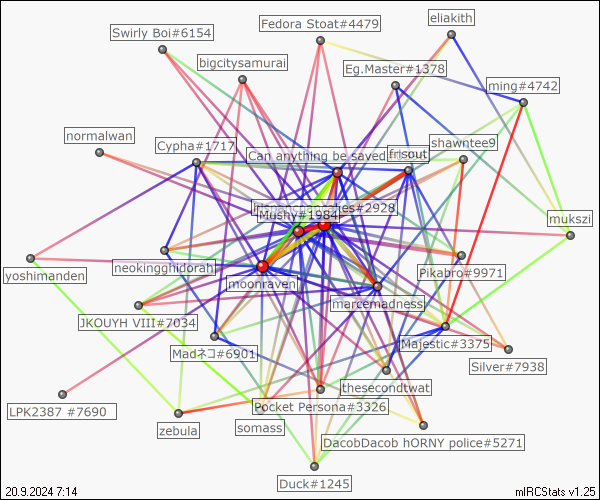 eliakith
Fedora Stoat#4479
Swirly Boi#6154
bigcitysamurai
Eg.Master#1378
ming#4742
normalwan
Cypha#1717
shawntee9
Can anything be saved
sout
#2928
Mushy#1984
mukszi
yoshimanden
neokingghidorah
Pikabro#9971
moonraven
marcemadness
JKOUYH VIII#7034
Majestic#3375
Madネコ#6901
Silver#7938
thesecondtwat
LPK2387 #7690
Pocket Persona#3326
zebula
somass
DacobDacob hORNY police#5271
Duck#1245
20.9.2024 7:14
mIRCStats v1.25